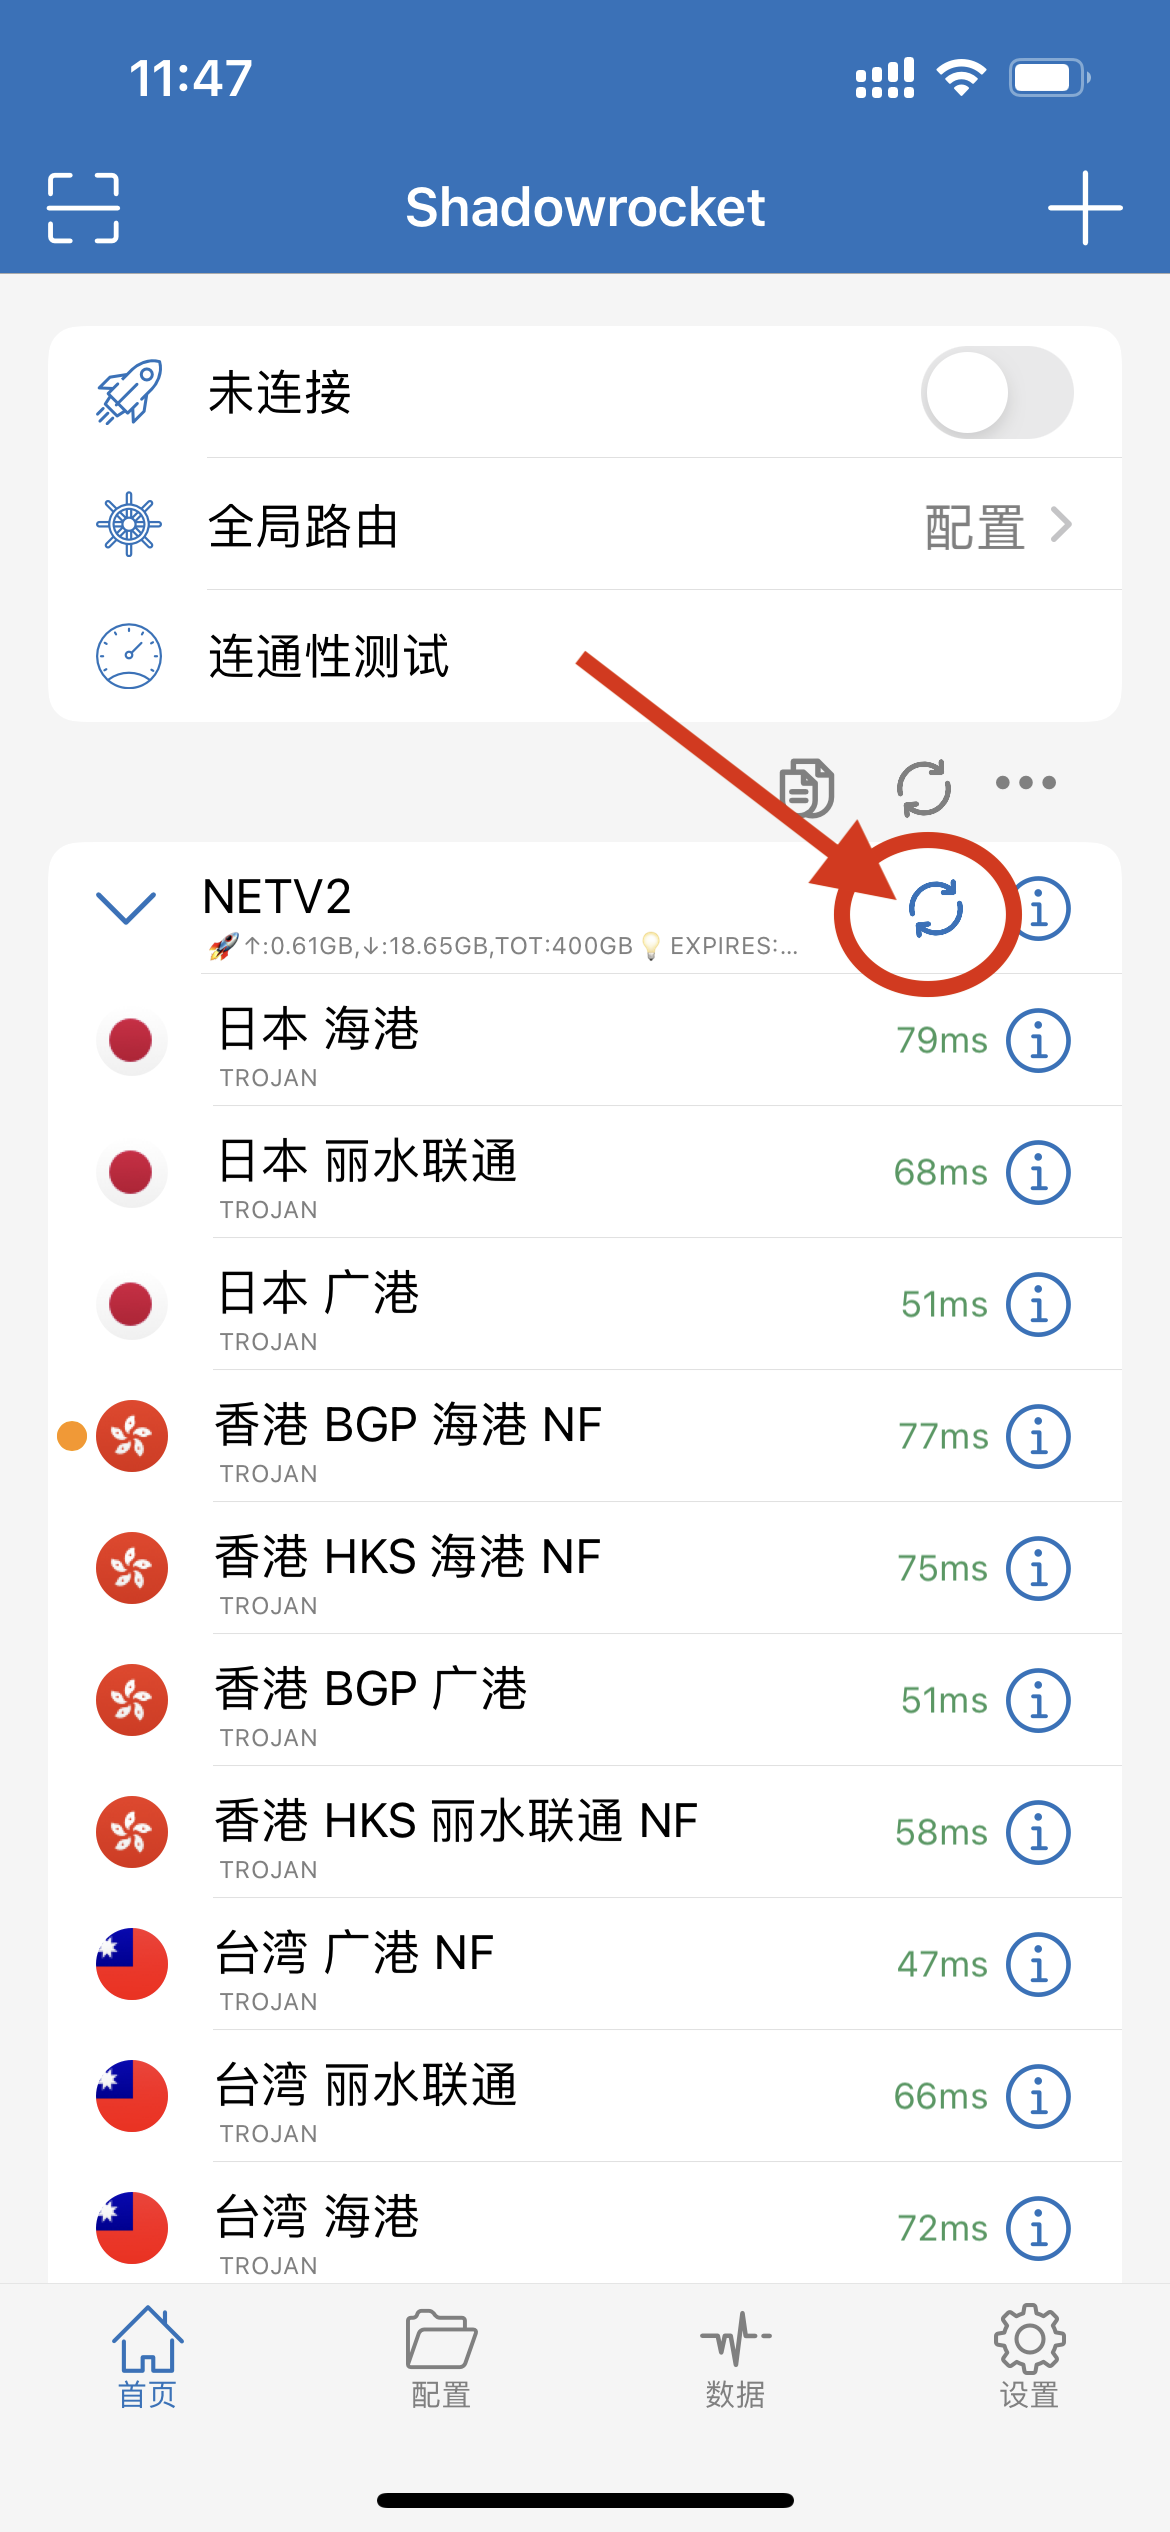 11:47
Shadowrocket
未连接
全局路由 配置
连通性测试
NETV2
🚀↑:0.61GB,↓:18.65GB,TOT:400GB💡EXPIRES:...
日本 海港
TROJAN
79ms
日本 丽水联通
TROJAN
68ms
日本 广港
TROJAN
51ms
香港 BGP 海港 NF
TROJAN
77ms
香港 HKS 海港 NF
TROJAN
75ms
香港 BGP 广港
TROJAN
51ms
香港 HKS 丽水联通 NF
TROJAN
58ms
台湾 广港 NF
TROJAN
47ms
台湾 丽水联通
TROJAN
66ms
台湾 海港
TROJAN
72ms
首页 配置 数据 设置